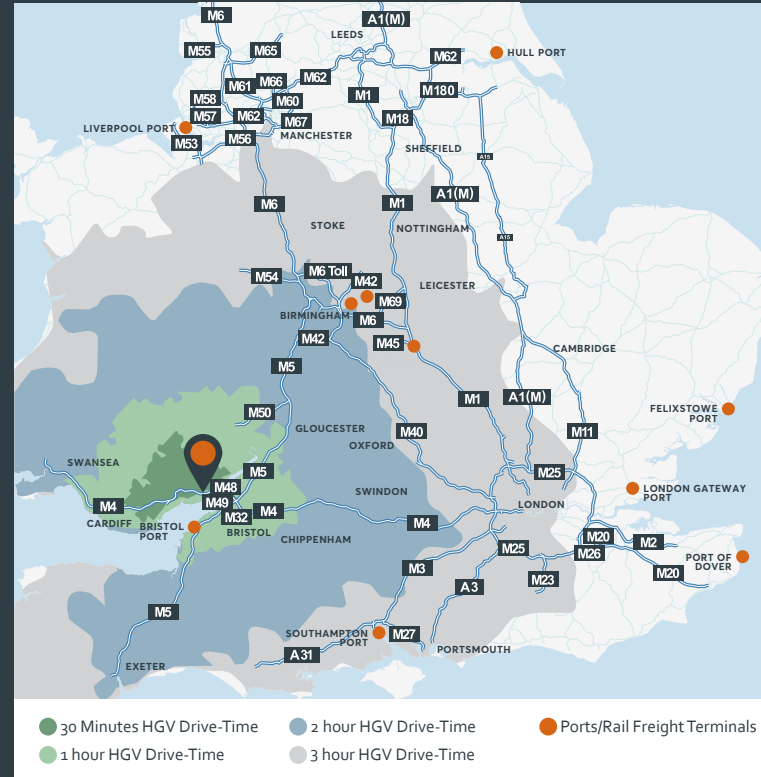 M6
A1(M)
LEEDS
M55
M65
M62
HULL PORT
M61
M66
M62
M1
M180
M58
M60
M57
M62
M67
M18
LIVERPOOL PORT
M53
M56
MANCHESTER
SHEFFIELD
A15
A1(M)
M6
M1
STOKE
NOTTINGHAM
A15
M54
M6 Toll
M42
LEICESTER
M69
BIRMINGHAM
M6
M42
M45
CAMBRIDGE
M5
M1
A1(M)
M50
FELIXSTOWE
PORT
GLOUCESTER
M40
M11
OXFORD
SWANSEA
M5
M25
M48
SWINDON
LONDON GATEWAY
PORT
M4
M49
LONDON
CARDIFF
BRISTOL
PORT
M32
M4
M4
BRISTOL
CHIPPENHAM
M20
M2
M25
M26
PORT OF
DOVER
M3
M23
M20
A3
M5
SOUTHAMPTON
PORT
M27
A31
PORTSMOUTH
EXETER
30 Minutes HGV Drive-Time
2 hour HGV Drive-Time
Ports/Rail Freight Terminals
1 hour HGV Drive-Time
3 hour HGV Drive-Time